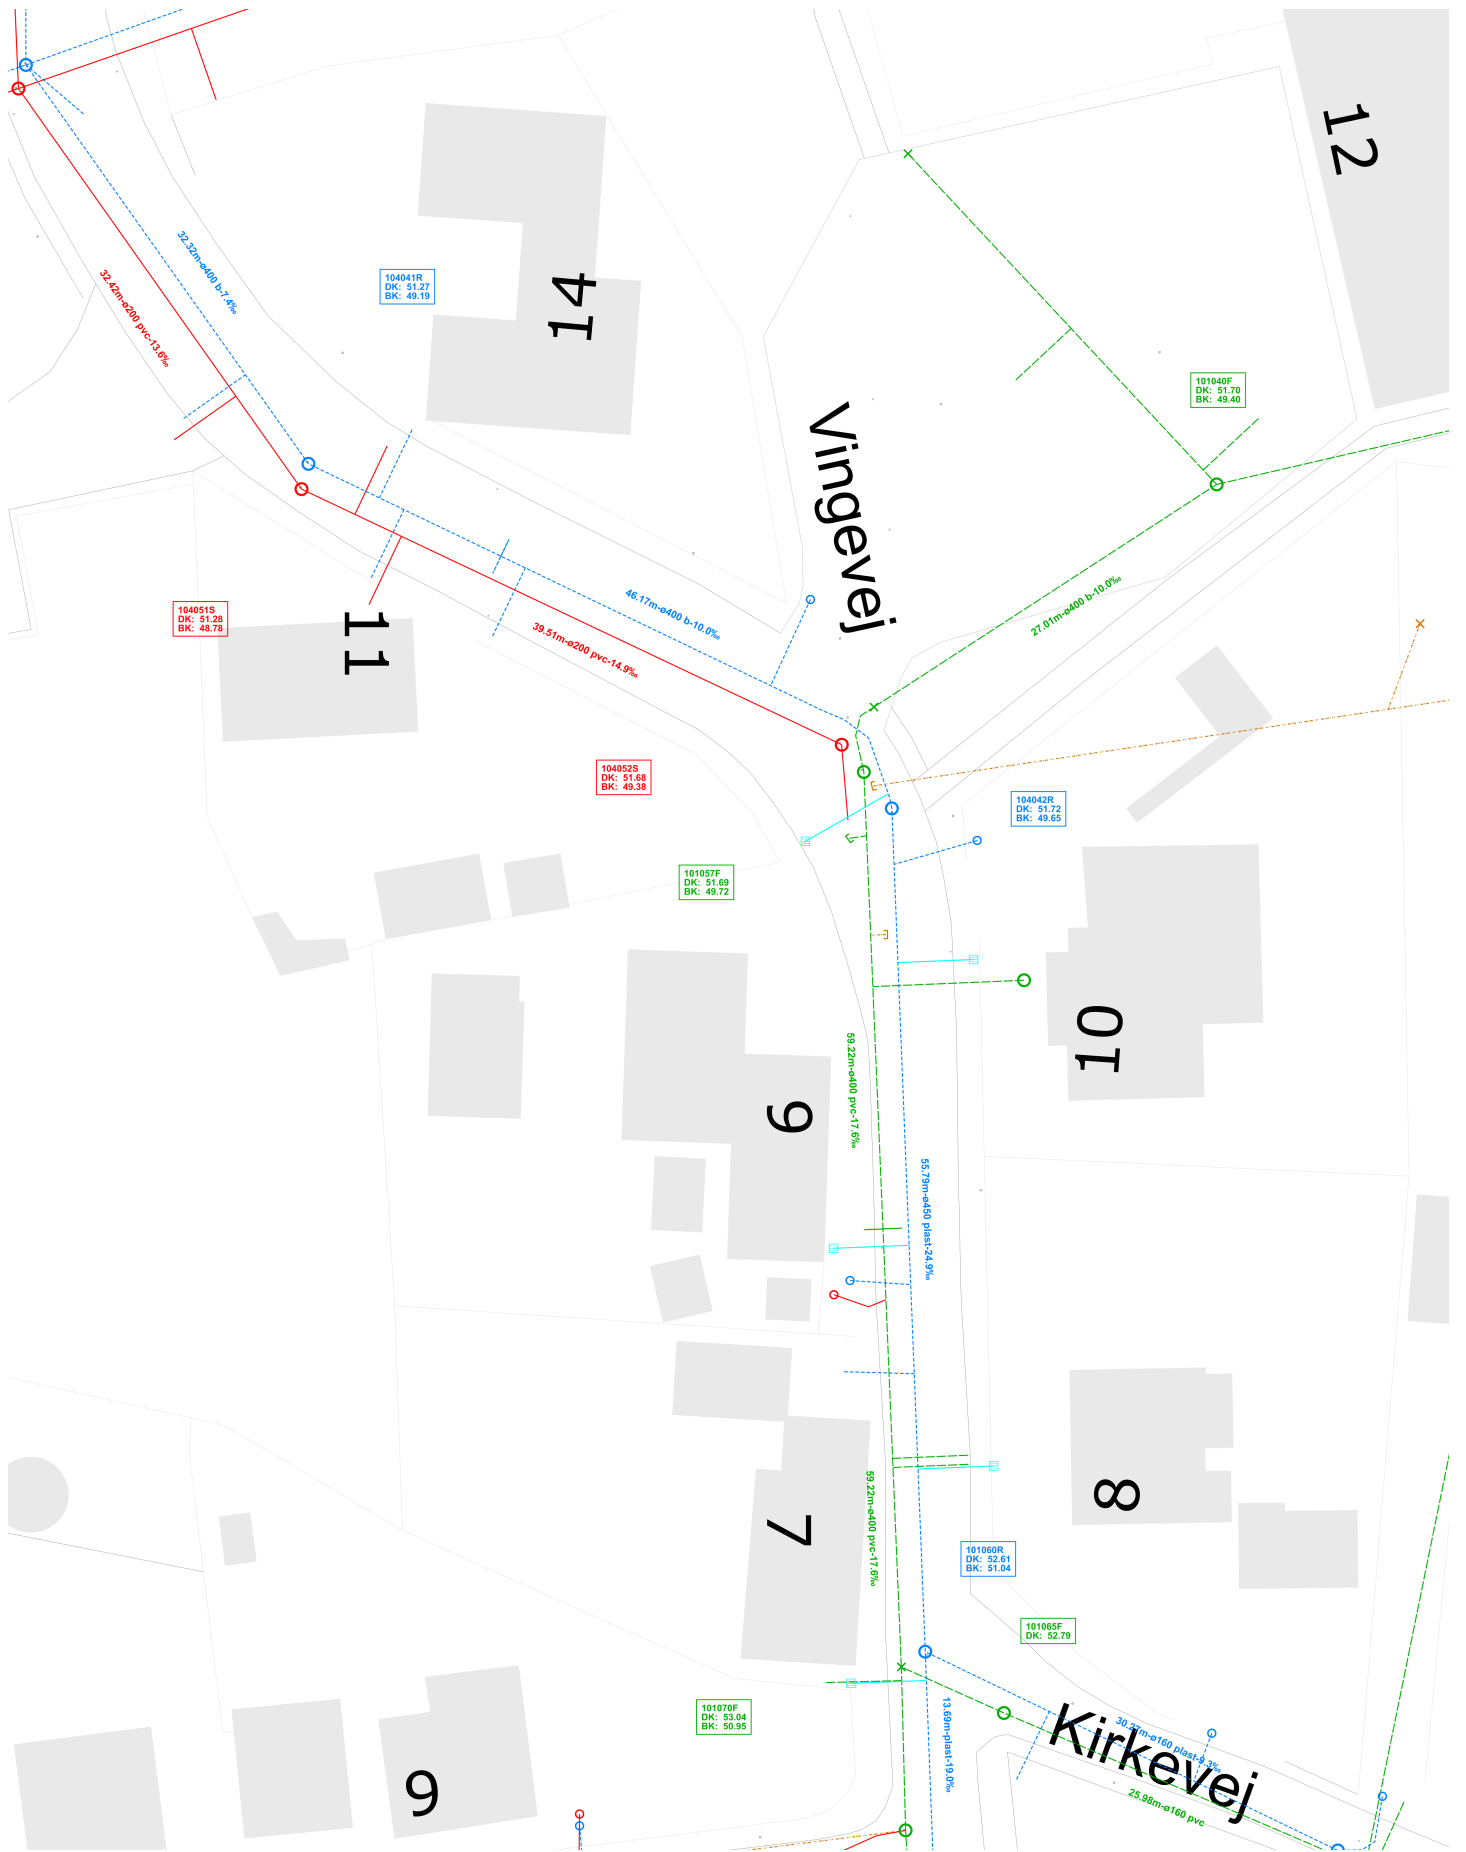 12
32.32m-ø400 b-7.4‰
32.42m-ø200 pvc-13.6‰
104041R
DK: 51.27
BK: 49.19
14
101040F
DK: 51.70
BK: 49.40
Vingevej
104051S
DK: 51.28
BK: 48.78
11
46.17m-ø400 b-10.0‰
39.51m-ø200 pvc-14.9‰
27.01m-ø400 b-10.0‰
104052S
DK: 51.68
BK: 49.38
104042R
DK: 51.72
BK: 49.65
101057F
DK: 51.69
BK: 49.72
10
59.22m-ø400 pvc-17.6‰
9
55.79m-ø450 plast-24.9‰
8
7
59.22m-ø400 pvc-17.6‰
101060R
DK: 52.61
BK: 51.04
101065F
DK: 52.79
101070F
DK: 53.04
BK: 50.95
13.69m-plast-19.0‰
Kirkevej
30.27m-ø160 plast-9.3‰
25.98m-ø160 pvc
9